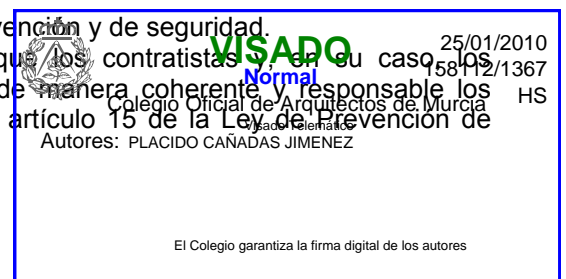 vención y de seguridad.
que los contratistas y, en su caso, los
de manera coherente y responsable los
artículo 15 de la Ley de Prevención de
VISADO
Normal
25/01/2010
158112/1367
HS
Colegio Oficial de Arquitectos de Murcia
Visado Telemático
Autores: PLACIDO CAÑADAS JIMENEZ
El Colegio garantiza la firma digital de los autores